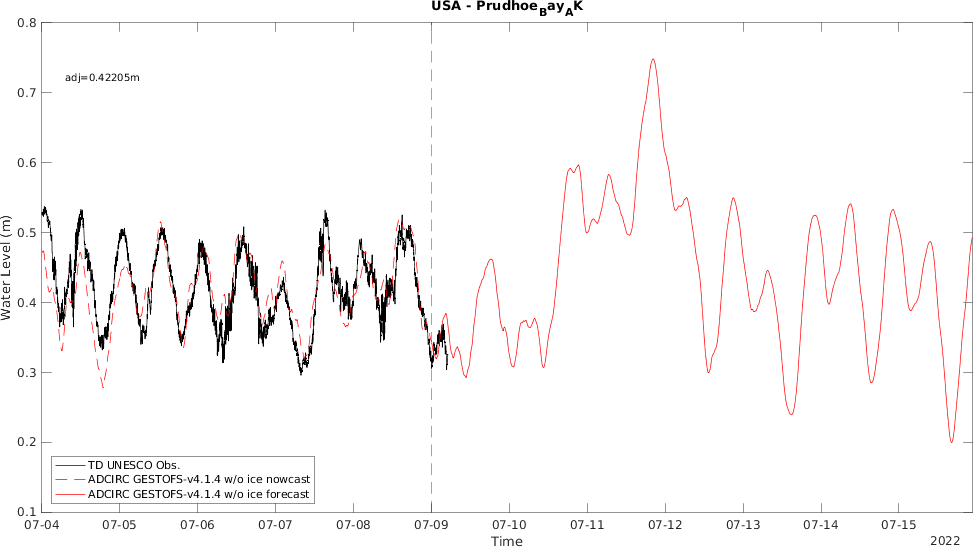 USA - Prudhoe_Bay_AK
adj=0.42205m
0.8
0.7
0.6
0.5
0.4
0.3
0.2
0.1
Water Level (m)
TD UNESCO Obs.
ADCIRC GESTOFS-v4.1.4 w/o ice nowcast
ADCIRC GESTOFS-v4.1.4 w/o ice forecast
07-04 07-05 07-06 07-07 07-08 07-09 07-10 07-11 07-12 07-13 07-14 07-15
Time
2022